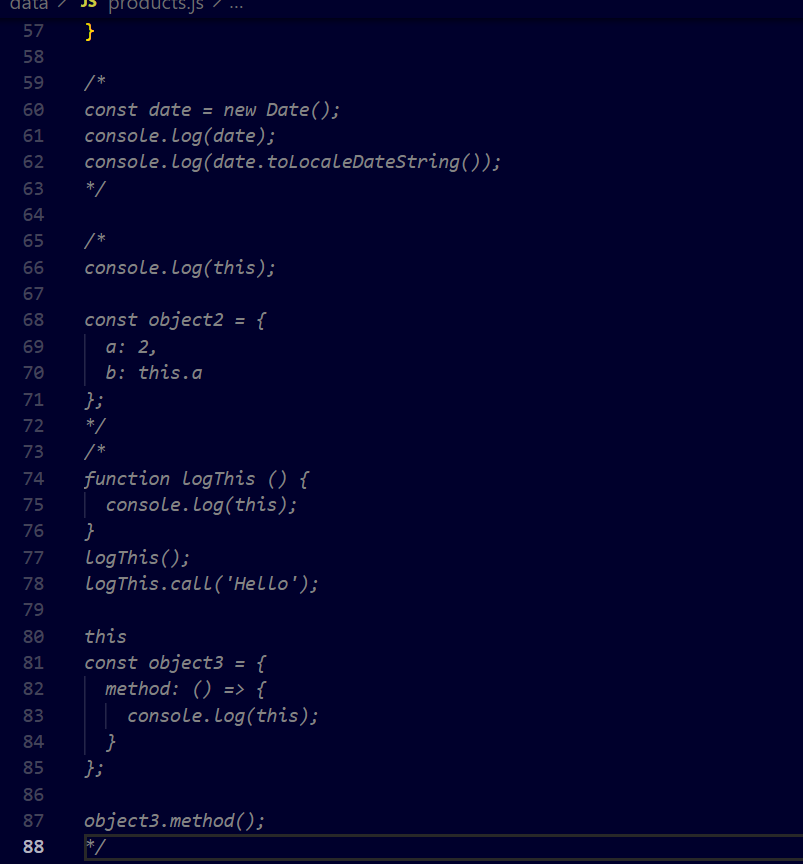 data > JS products.js > ...
57 }
58
59 /*
60 const date = new Date();
61 console.log(date);
62 console.log(date.toLocaleDateString());
63 */
64
65 /*
66 console.log(this);
67
68 const object2 = {
69   a: 2,
70   b: this.a
71 };
72 */
73 /*
74 function logThis () {
75   console.log(this);
76 }
77 logThis();
78 logThis.call('Hello');
79
80 this
81 const object3 = {
82   method: () => {
83     console.log(this);
84   }
85 };
86
87 object3.method();
88 */